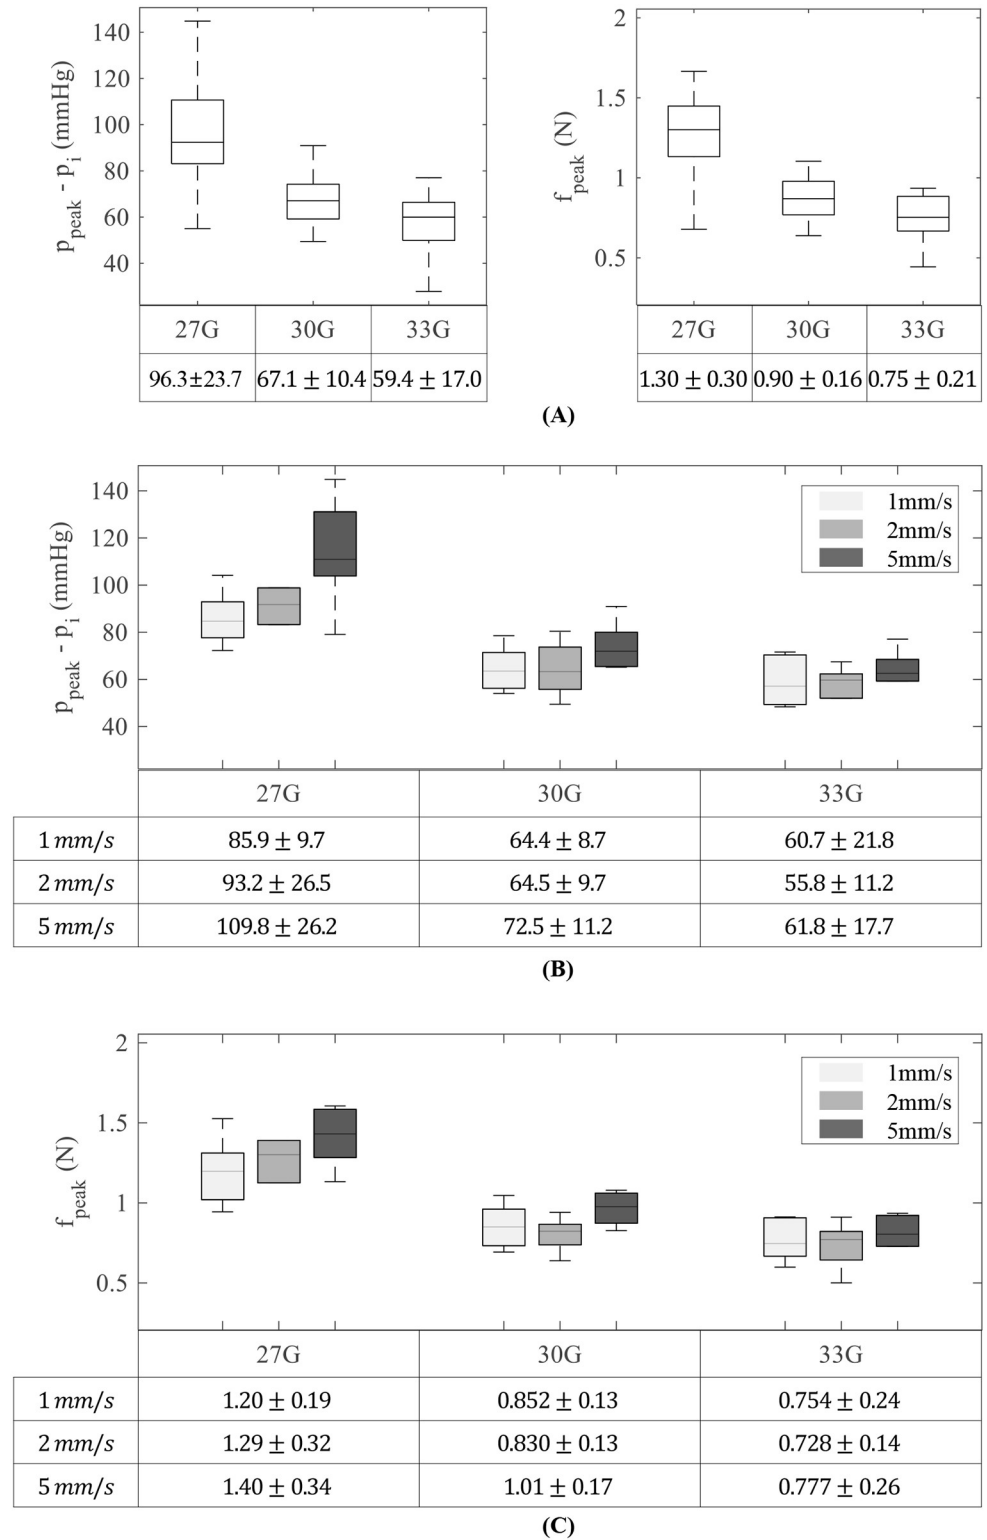 140
120
100
80
60
40
p_peak - p_i (mmHg)
27G 30G 33G
96.3±23.7 67.1 ± 10.4 59.4 ± 17.0
2
1.5
1
0.5
f_peak (N)
27G 30G 33G
1.30 ± 0.30 0.90 ± 0.16 0.75 ± 0.21
(A)
140
120
100
80
60
40
p_peak - p_i (mmHg)
1mm/s
2mm/s
5mm/s
27G 30G 33G
1 mm/s 85.9 ± 9.7 64.4 ± 8.7 60.7 ± 21.8
2 mm/s 93.2 ± 26.5 64.5 ± 9.7 55.8 ± 11.2
5 mm/s 109.8 ± 26.2 72.5 ± 11.2 61.8 ± 17.7
(B)
2
1.5
1
0.5
f_peak (N)
1mm/s
2mm/s
5mm/s
27G 30G 33G
1 mm/s 1.20 ± 0.19 0.852 ± 0.13 0.754 ± 0.24
2 mm/s 1.29 ± 0.32 0.830 ± 0.13 0.728 ± 0.14
5 mm/s 1.40 ± 0.34 1.01 ± 0.17 0.777 ± 0.26
(C)